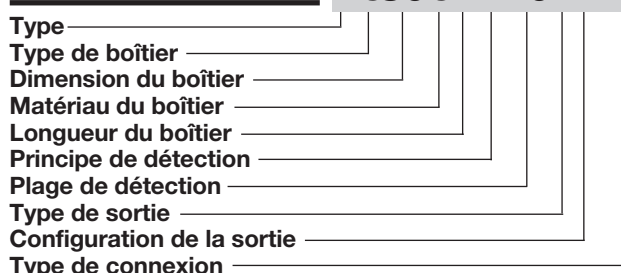 Type
Type de boîtier
Dimension du boîtier
Matériau du boîtier
Longueur du boîtier
Principe de détection
Plage de détection
Type de sortie
Configuration de la sortie
Type de connexion